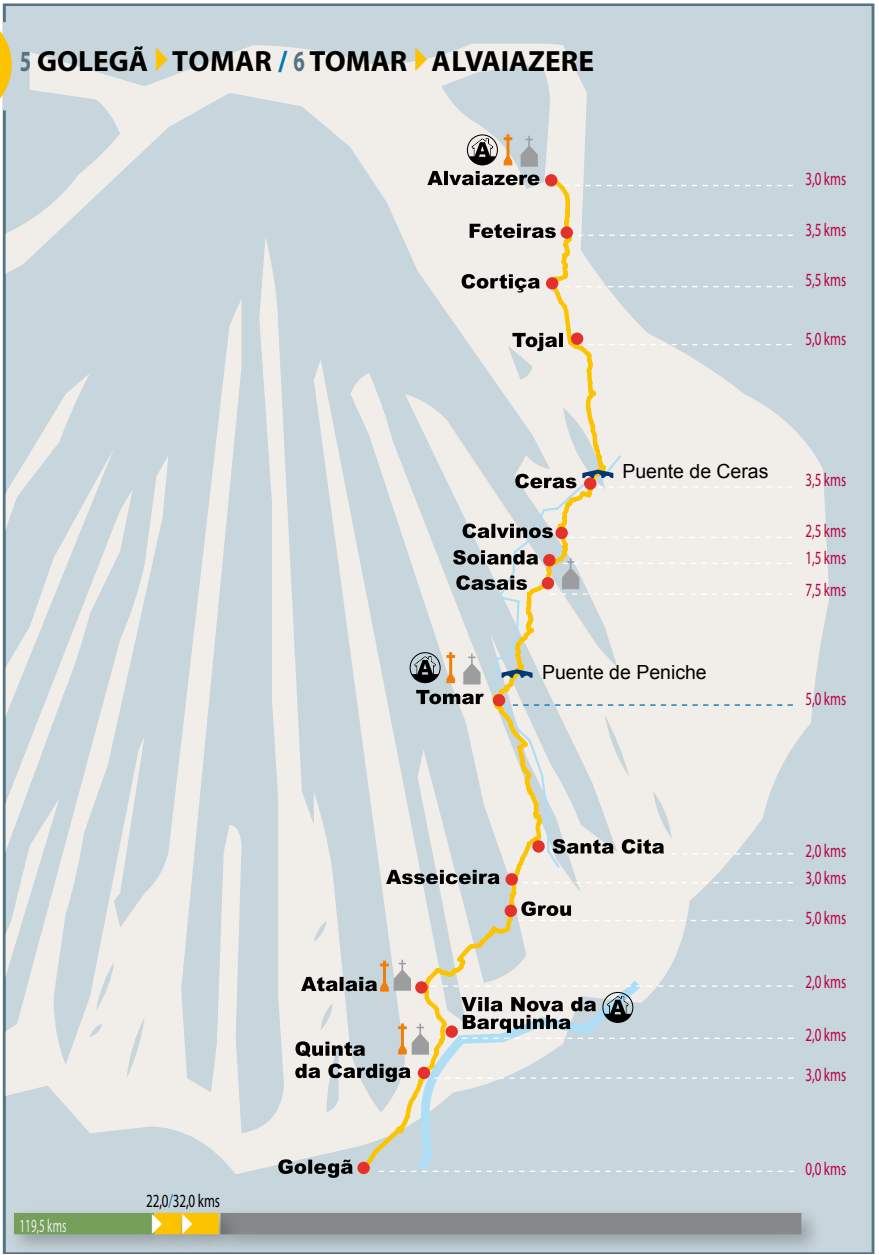 5 GOLEGÃ TOMAR / 6 TOMAR ALVAIAZERE
A
Alvaiazere 3,0 kms
Feteiras 3,5 kms
Cortiça 5,5 kms
Tojal 5,0 kms
Puente de Ceras
Ceras 3,5 kms
Calvinos 2,5 kms
Soianda 1,5 kms
Casais 7,5 kms
A
Puente de Peniche
Tomar 5,0 kms
Santa Cita 2,0 kms
Asseiceira 3,0 kms
Grou 5,0 kms
Atalaia 2,0 kms
Vila Nova da A
Barquinha 2,0 kms
Quinta
da Cardiga 3,0 kms
Golegã 0,0 kms
22,0/32,0 kms
119,5 kms